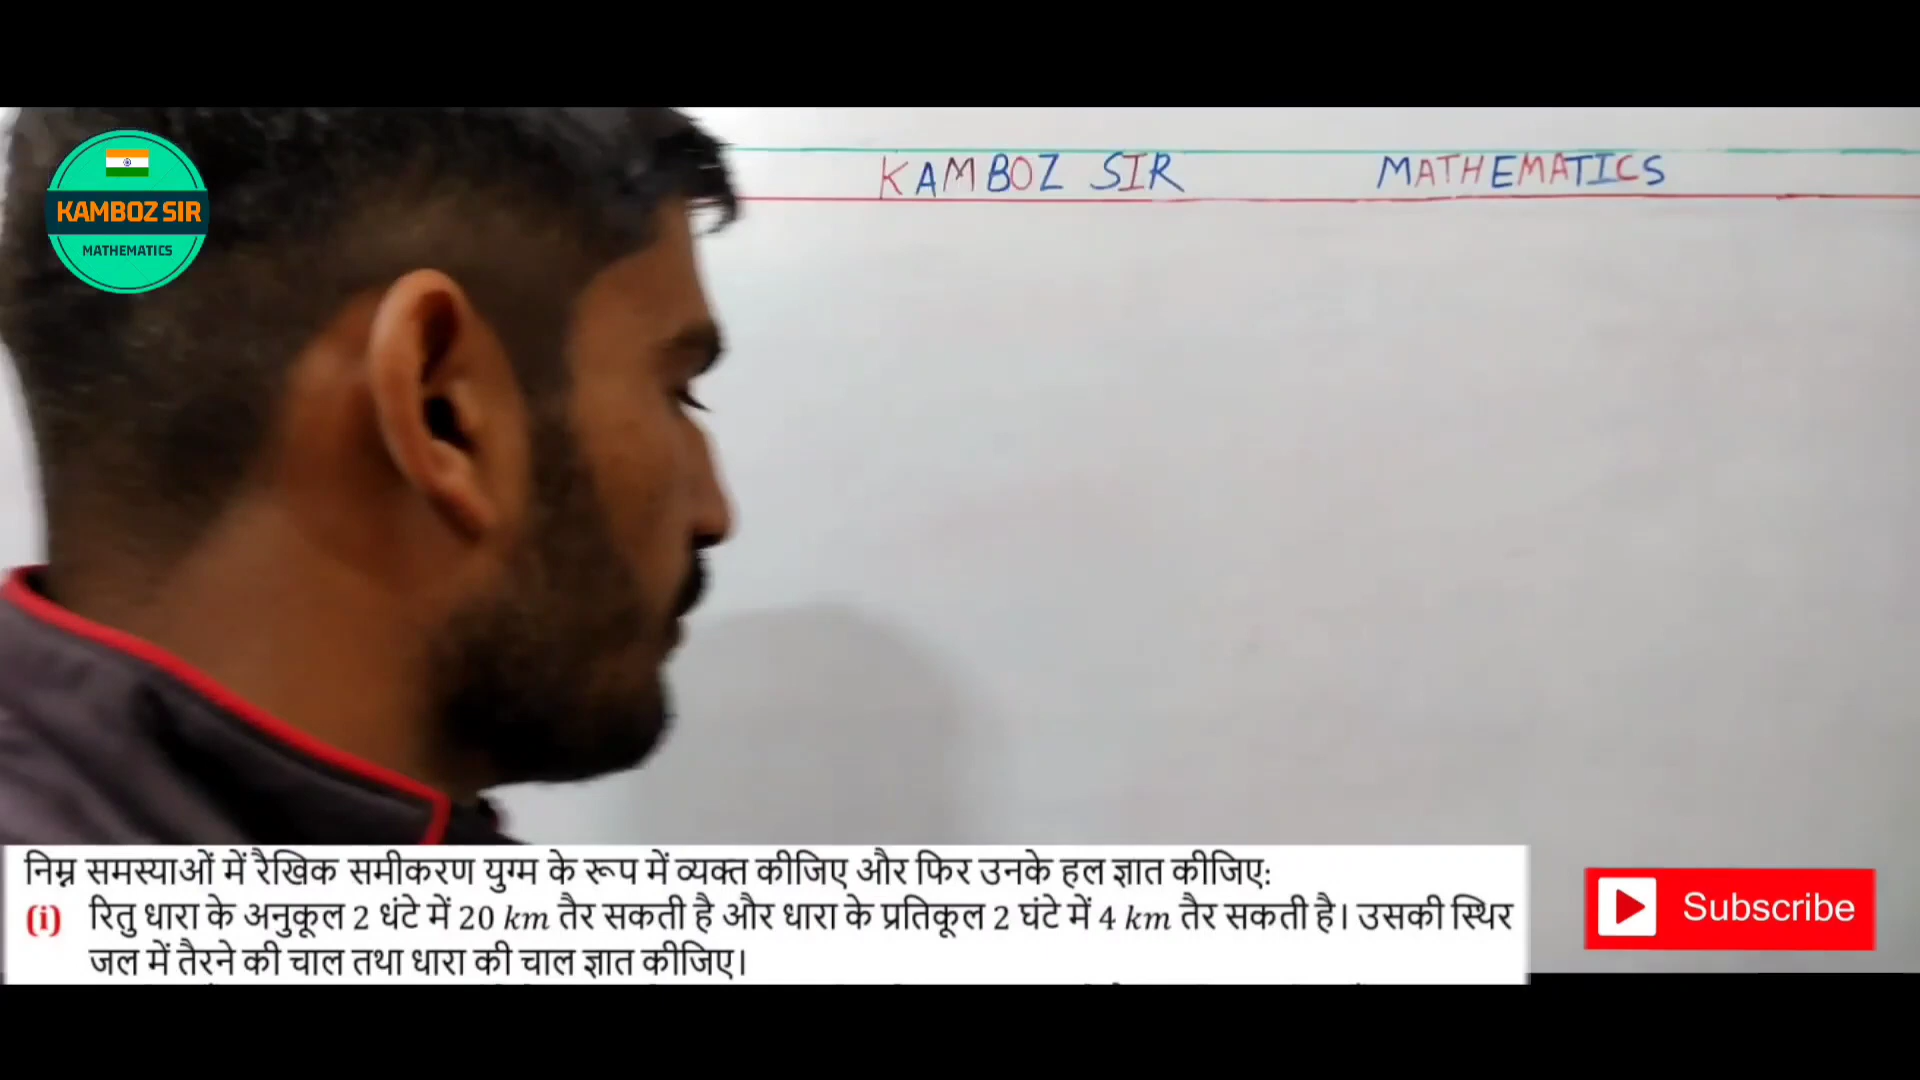 KAMBOZ SIR MATHEMATICS
KAMBOZ SIR
MATHEMATICS
निम्न समस्याओं में रैखिक समीकरण युग्म के रूप में व्यक्त कीजिए और फिर उनके हल ज्ञात कीजिए:
(i) रितु धारा के अनुकूल 2 धंटे में 20 km तैर सकती है और धारा के प्रतिकूल 2 घंटे में 4 km तैर सकती है। उसकी स्थिर
जल में तैरने की चाल तथा धारा की चाल ज्ञात कीजिए।
Subscribe